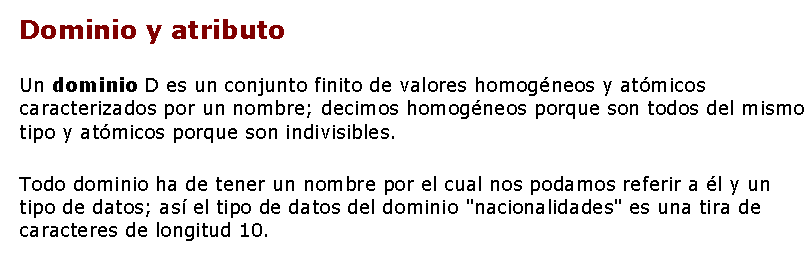 Dominio y atributo
Un dominio D es un conjunto finito de valores homogéneos y atómicos
caracterizados por un nombre; decimos homogéneos porque son todos del mismo
tipo y atómicos porque son indivisibles.
Todo dominio ha de tener un nombre por el cual nos podamos referir a él y un
tipo de datos; así el tipo de datos del dominio "nacionalidades" es una tira de
caracteres de longitud 10.